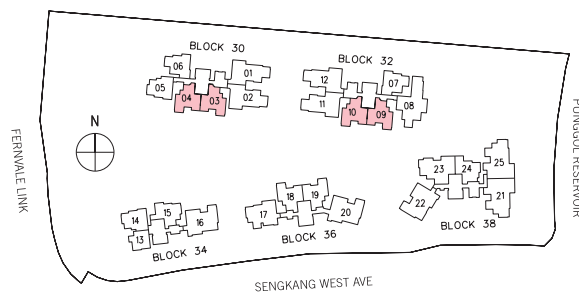 BLOCK 30
BLOCK 32
06
01
05
04
03
02
12
07
11
10
09
08
N
FERNVALE LINK
PUNGGOL RESERVOIR
23
24
25
22
21
BLOCK 38
14
15
16
13
BLOCK 34
18
19
17
20
BLOCK 36
SENGKANG WEST AVE